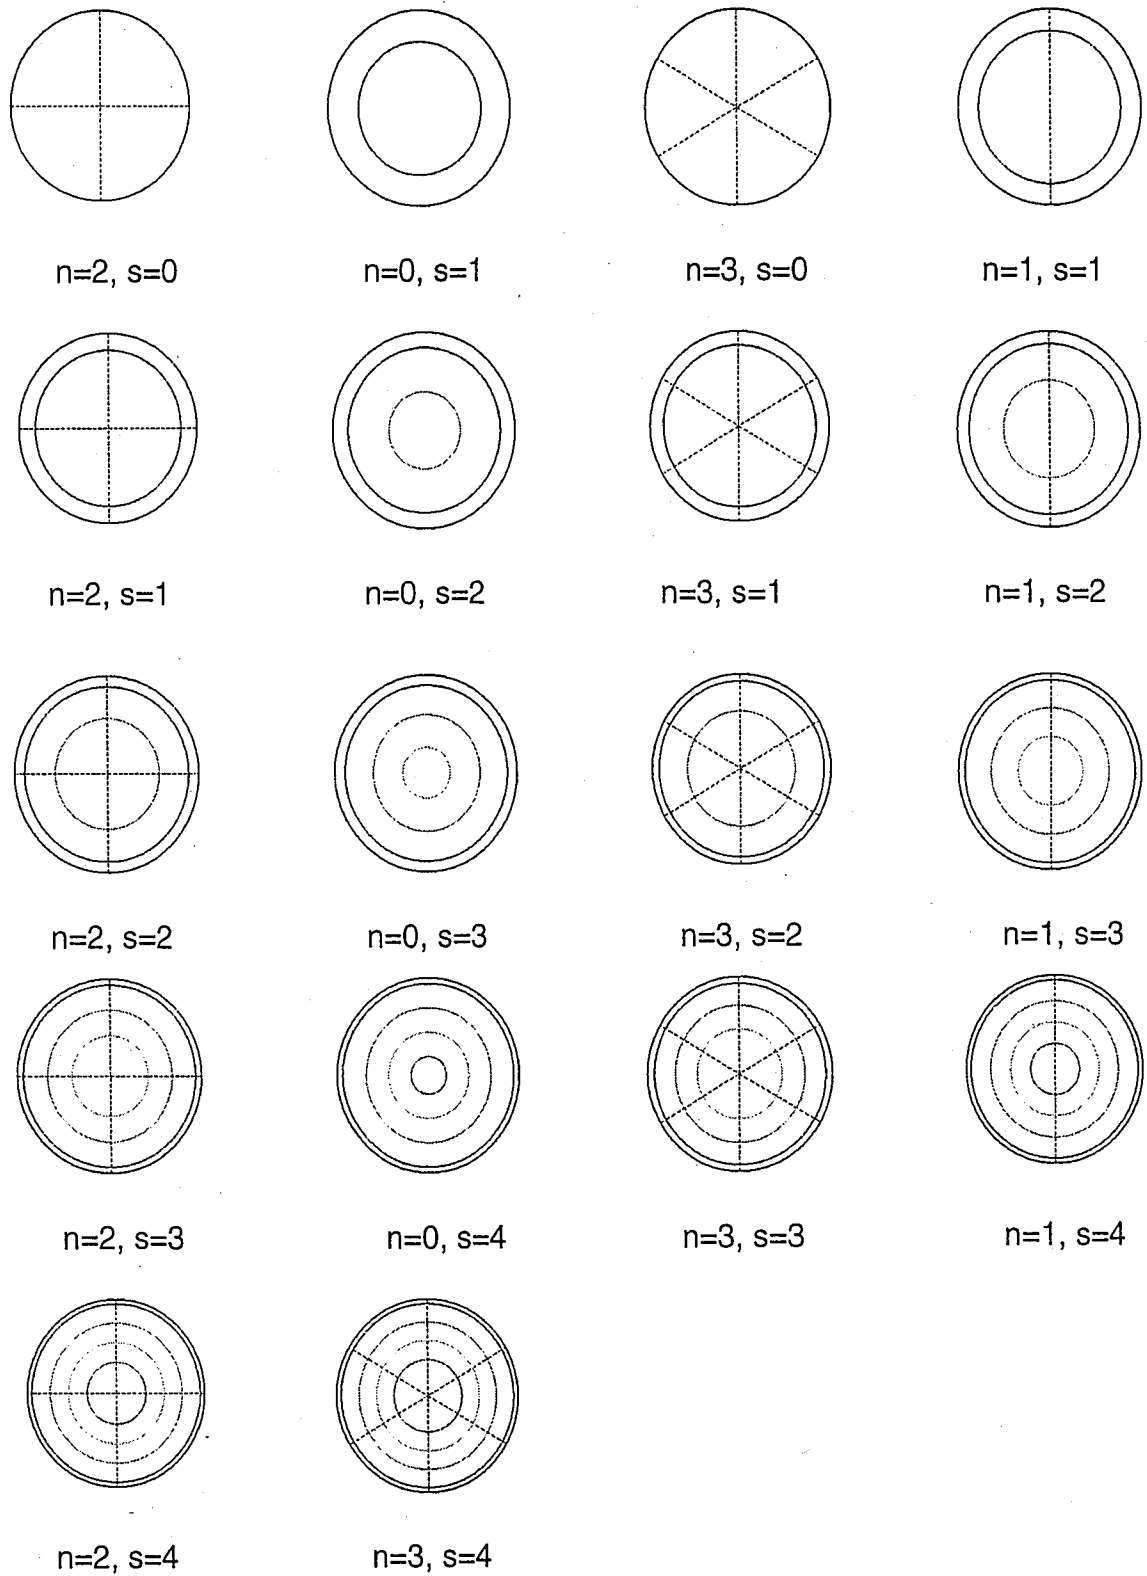 n=2, s=0 n=0, s=1 n=3, s=0 n=1, s=1
n=2, s=1 n=0, s=2 n=3, s=1 n=1, s=2
n=2, s=2 n=0, s=3 n=3, s=2 n=1, s=3
n=2, s=3 n=0, s=4 n=3, s=3 n=1, s=4
n=2, s=4 n=3, s=4